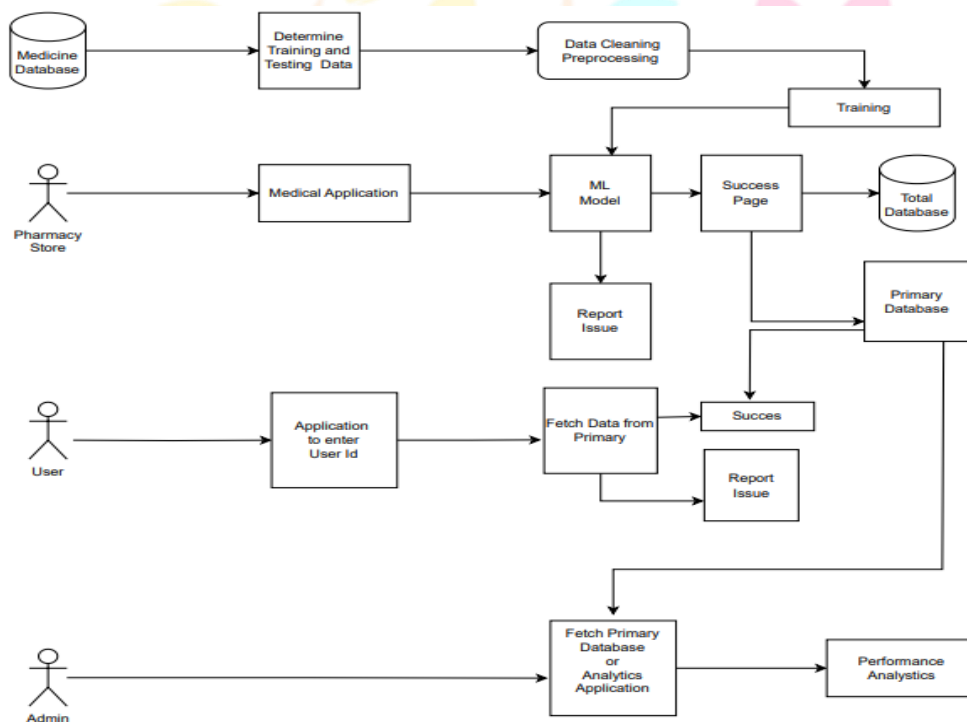 Medicine
Database
Determine
Training and
Testing Data
Data Cleaning
Preprocessing
Training
Pharmacy
Store
Medical Application
ML
Model
Success
Page
Total
Database
Report
Issue
Primary
Database
User
Application
to enter
User Id
Fetch Data from
Primary
Succes
Report
Issue
Admin
Fetch Primary
Database
or
Analytics
Application
Performance
Analystics